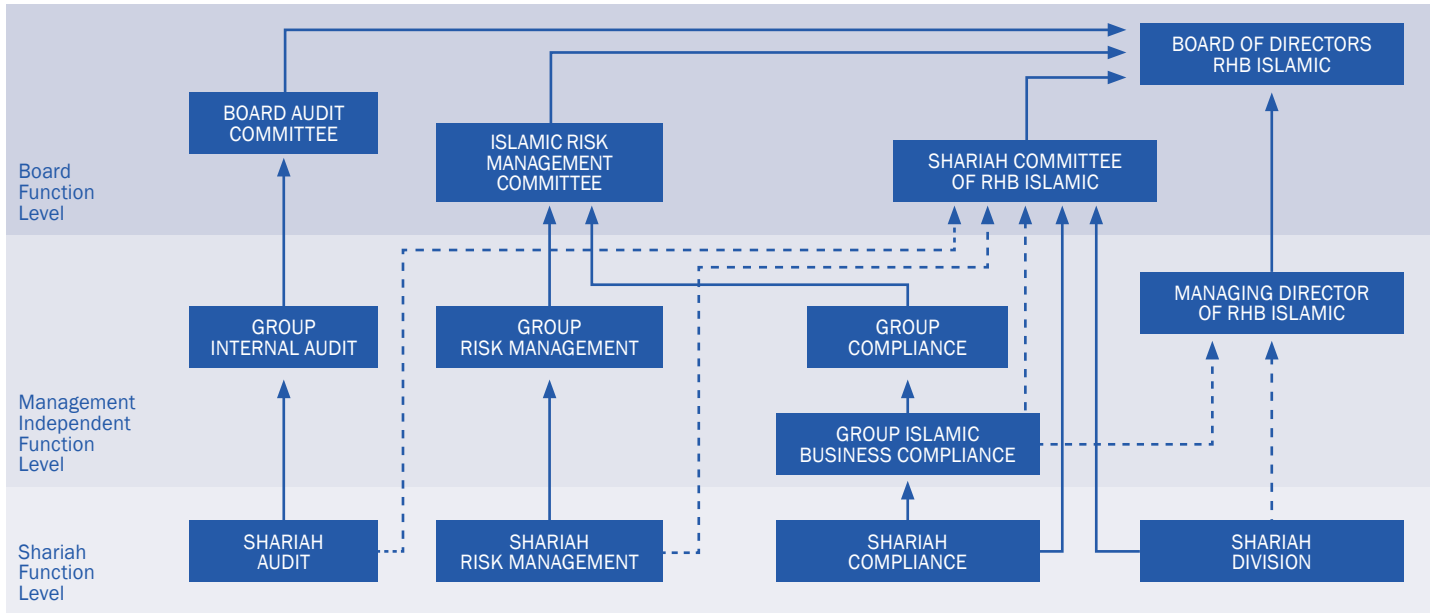 BOARD OF DIRECTORS
RHB ISLAMIC
BOARD AUDIT
COMMITTEE
ISLAMIC RISK
MANAGEMENT
COMMITTEE
SHARIAH COMMITTEE
OF RHB ISLAMIC
Board
Function
Level
GROUP
INTERNAL AUDIT
GROUP
RISK MANAGEMENT
GROUP
COMPLIANCE
MANAGING DIRECTOR
OF RHB ISLAMIC
Management
Independent
Function
Level
GROUP ISLAMIC
BUSINESS COMPLIANCE
Shariah
Function
Level
SHARIAH
AUDIT
SHARIAH
RISK MANAGEMENT
SHARIAH
COMPLIANCE
SHARIAH
DIVISION